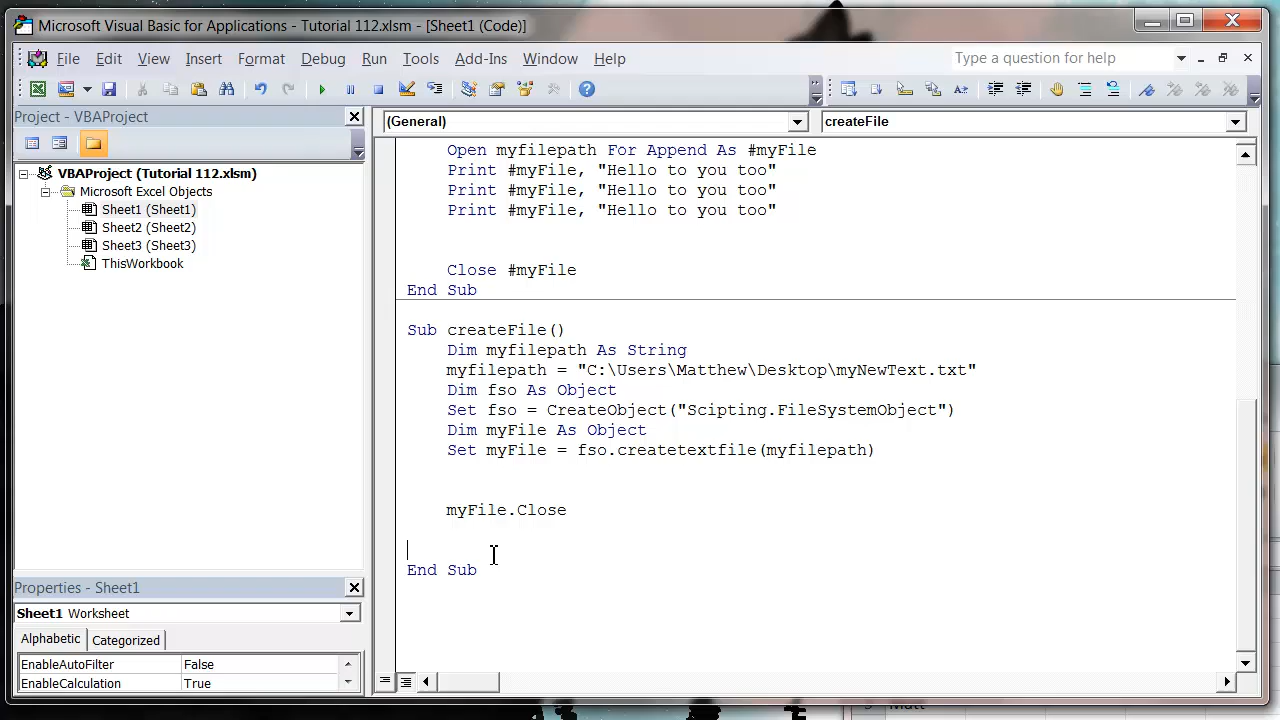 Microsoft Visual Basic for Applications - Tutorial 112.xlsm - [Sheet1 (Code)]
File Edit View Insert Format Debug Run Tools Add-Ins Window Help
Type a question for help
Project - VBAProject
(General)
createFile
VBAProject (Tutorial 112.xlsm)
Microsoft Excel Objects
Sheet1 (Sheet1)
Sheet2 (Sheet2)
Sheet3 (Sheet3)
ThisWorkbook
Open myfilepath For Append As #myFile
Print #myFile, "Hello to you too"
Print #myFile, "Hello to you too"
Print #myFile, "Hello to you too"
Close #myFile
End Sub
Sub createFile()
Dim myfilepath As String
myfilepath = "C:\Users\Matthew\Desktop\myNewText.txt"
Dim fso As Object
Set fso = CreateObject("Scipting.FileSystemObject")
Dim myFile As Object
Set myFile = fso.createtextfile(myfilepath)
myFile.Close
End Sub
Properties - Sheet1
Sheet1 Worksheet
Alphabetic Categorized
EnableAutoFilter False
EnableCalculation True
Matt